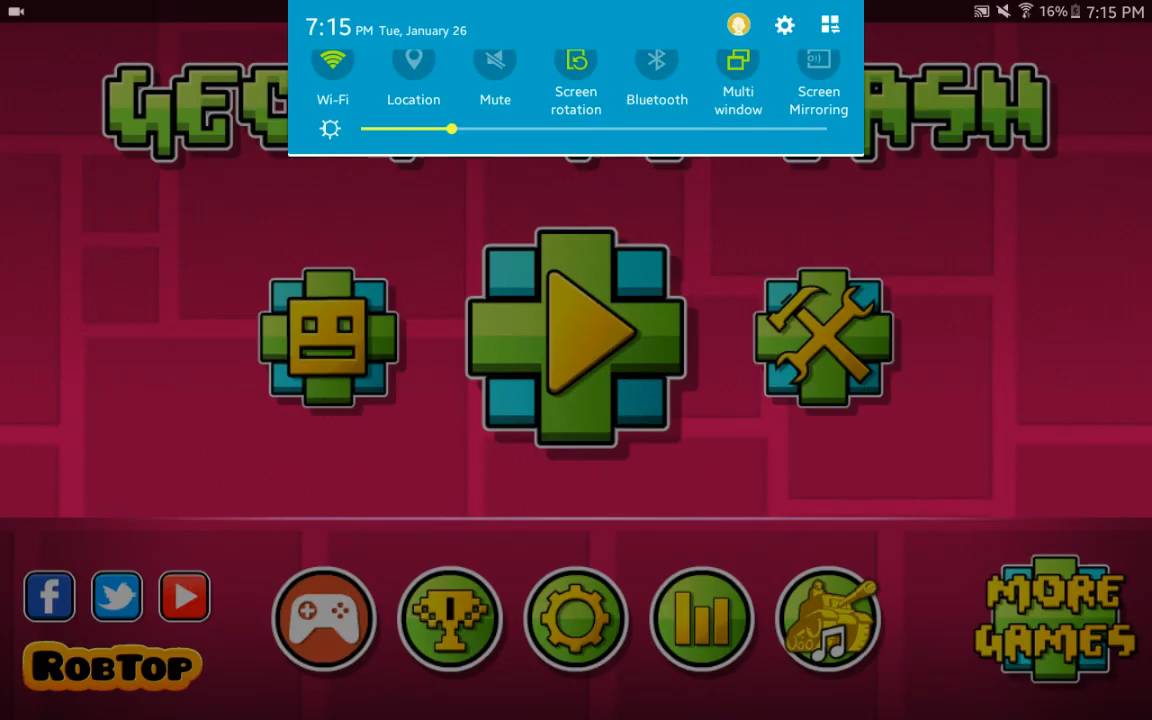 7:15 PM Tue, January 26
16% 7:15 PM
Wi-Fi Location Mute Screen rotation Bluetooth Multi window Screen Mirroring
ROBTOP
MORE
GAMES